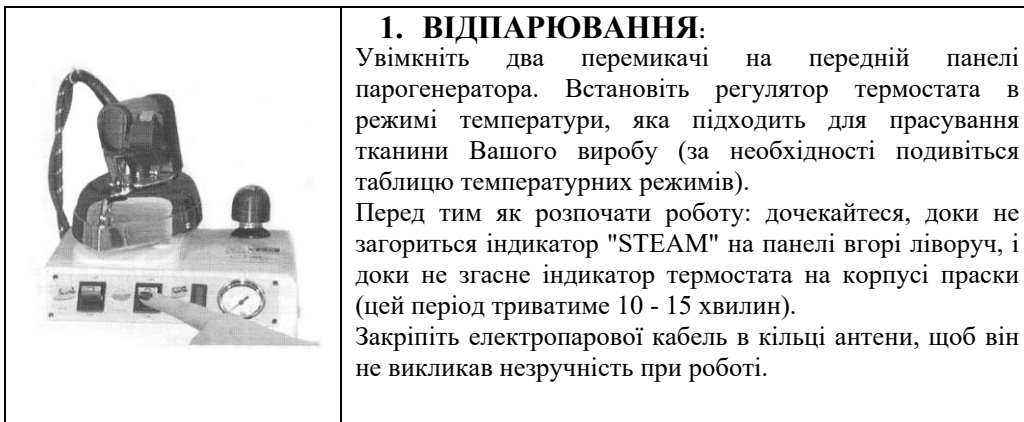 1. ВІДПАРЮВАННЯ:
Увімкніть два перемикачі на передній панелі
парогенератора. Встановіть регулятор термостата в
режимі температури, яка підходить для прасування
тканини Вашого виробу (за необхідності подивіться
таблицю температурних режимів).
Перед тим як розпочати роботу: дочекайтеся, доки не
загориться індикатор "STEAM" на панелі вгорі ліворуч, і
доки не згасне індикатор термостата на корпусі праски
(цей період триватиме 10 - 15 хвилин).
Закріпіть електропарової кабель в кільці антени, щоб він
не викликав незручність при роботі.